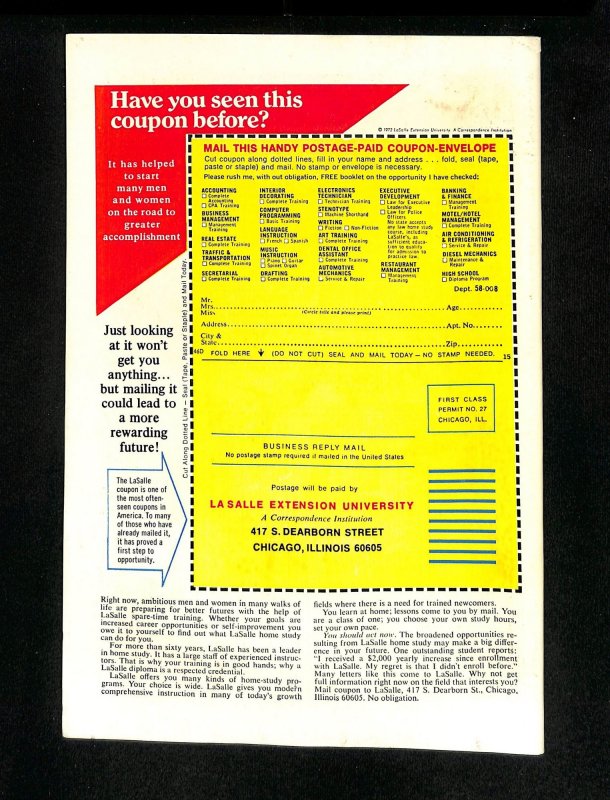 Have you seen this
coupon before?
© 1972 LaSalle Extension University A Correspondence Institution
It has helped
to start
many men
and women
on the road to
greater
accomplishment
MAIL THIS HANDY POSTAGE-PAID COUPON-ENVELOPE
Cut coupon along dotted lines, fill in your name and address . . . fold, seal (tape,
paste or staple) and mail. No stamp or envelope is necessary.
Please rush me, with out obligation, FREE booklet on the opportunity I have checked:
ACCOUNTING
Complete
Accounting
CPA Training
BUSINESS
MANAGEMENT
Management
Training
REAL ESTATE
Complete Training
TRAFFIC &
TRANSPORTATION
Complete Training
SECRETARIAL
Complete Training
INTERIOR
DECORATING
Complete Training
COMPUTER
PROGRAMMING
Basic Training
LANGUAGE
INSTRUCTION
French Spanish
MUSIC
INSTRUCTION
Piano Guitar
Spinet Organ
DRAFTING
Complete Training
ELECTRONICS
TECHNICIAN
Technician Training
STENOTYPE
Machine Shorthand
WRITING
Fiction Non-Fiction
ART TRAINING
Complete Training
DENTAL OFFICE
ASSISTANT
Complete Training
AUTOMOTIVE
MECHANICS
Service & Repair
EXECUTIVE
DEVELOPMENT
Law for Executive
Leadership
Law for Police
Officers
No state accepts
any law home study
course, including
LaSalle's, as
sufficient educa-
tion to qualify
for admission to
practice law.
RESTAURANT
MANAGEMENT
Management
Training
BANKING
& FINANCE
Management
Training
MOTEL/HOTEL
MANAGEMENT
Complete Training
AIR CONDITIONING
& REFRIGERATION
Service & Repair
DIESEL MECHANICS
Maintenance &
Repair
HIGH SCHOOL
Diploma Program
Dept. 58-068
Mr.
Mrs.
Miss
(Circle title and please print)
Age
Address
Apt. No.
City &
State
Zip
46D FOLD HERE (DO NOT CUT) SEAL AND MAIL TODAY — NO STAMP NEEDED. 15
Cut Along Dotted Line — Seal (Tape, Paste or Staple) and Mail Today.
Just looking
at it won't
get you
anything...
but mailing it
could lead to
a more
rewarding
future!
FIRST CLASS
PERMIT NO. 27
CHICAGO, ILL.
BUSINESS REPLY MAIL
No postage stamp required if mailed in the United States
Postage will be paid by
LA SALLE EXTENSION UNIVERSITY
A Correspondence Institution
417 S. DEARBORN STREET
CHICAGO, ILLINOIS 60605
The LaSalle
coupon is one of
the most often-
seen coupons in
America. To many
of those who have
already mailed it,
it has proved a
first step to
opportunity.
Right now, ambitious men and women in many walks of
life are preparing for better futures with the help of
LaSalle spare-time training. Whether your goals are
increased career opportunities or self-improvement you
owe it to yourself to find out what LaSalle home study
can do for you.
For more than sixty years, LaSalle has been a leader
in home study. It has a large staff of experienced instruc-
tors. That is why your training is in good hands; why a
LaSalle diploma is a respected credential.
LaSalle offers you many kinds of home-study pro-
grams. Your choice is wide. LaSalle gives you modern
comprehensive instruction in many of today's growth
fields where there is a need for trained newcomers.
You learn at home; lessons come to you by mail. You
are a class of one; you choose your own study hours,
set your own pace.
You should act now. The broadened opportunities re-
sulting from LaSalle home study may make a big differ-
ence in your future. One outstanding student reports:
"I received a $2,000 yearly increase since enrollment
with LaSalle. My regret is that I didn't enroll before."
Many letters like this come to LaSalle. Why not get
full information right now on the field that interests you?
Mail coupon to LaSalle, 417 S. Dearborn St., Chicago,
Illinois 60605. No obligation.